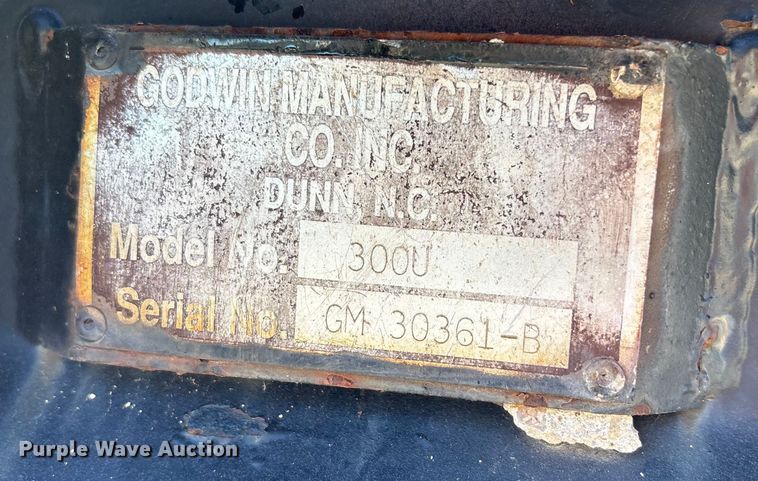 GODWIN MANUFACTURING
CO. INC.
DUNN, N.C.
Model No. 300U
Serial No. GM 30361-B
Purple Wave Auction